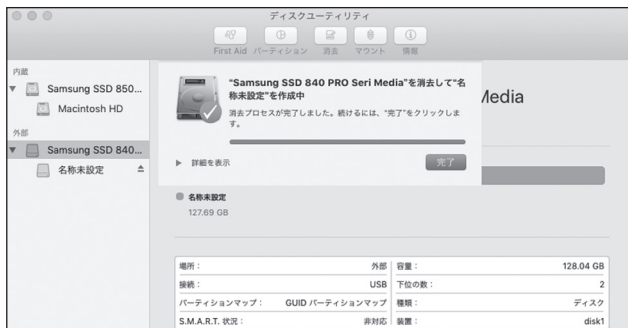 ディスクユーティリティ
First Aid パーティション 消去 マウント 情報
内蔵
Samsung SSD 850...
Macintosh HD
外部
Samsung SSD 840...
名称未設定
"Samsung SSD 840 PRO Seri Media"を消去して"名
称未設定"を作成中
消去プロセスが完了しました。続けるには、"完了"をクリックしま
す。
詳細を表示
完了
Media
名称未設定
127.69 GB
場所： 外部 容量： 128.04 GB
接続： USB 下位の数： 2
パーティションマップ： GUID パーティションマップ 種類： ディスク
S.M.A.R.T. 状況： 非対応 装置： disk1